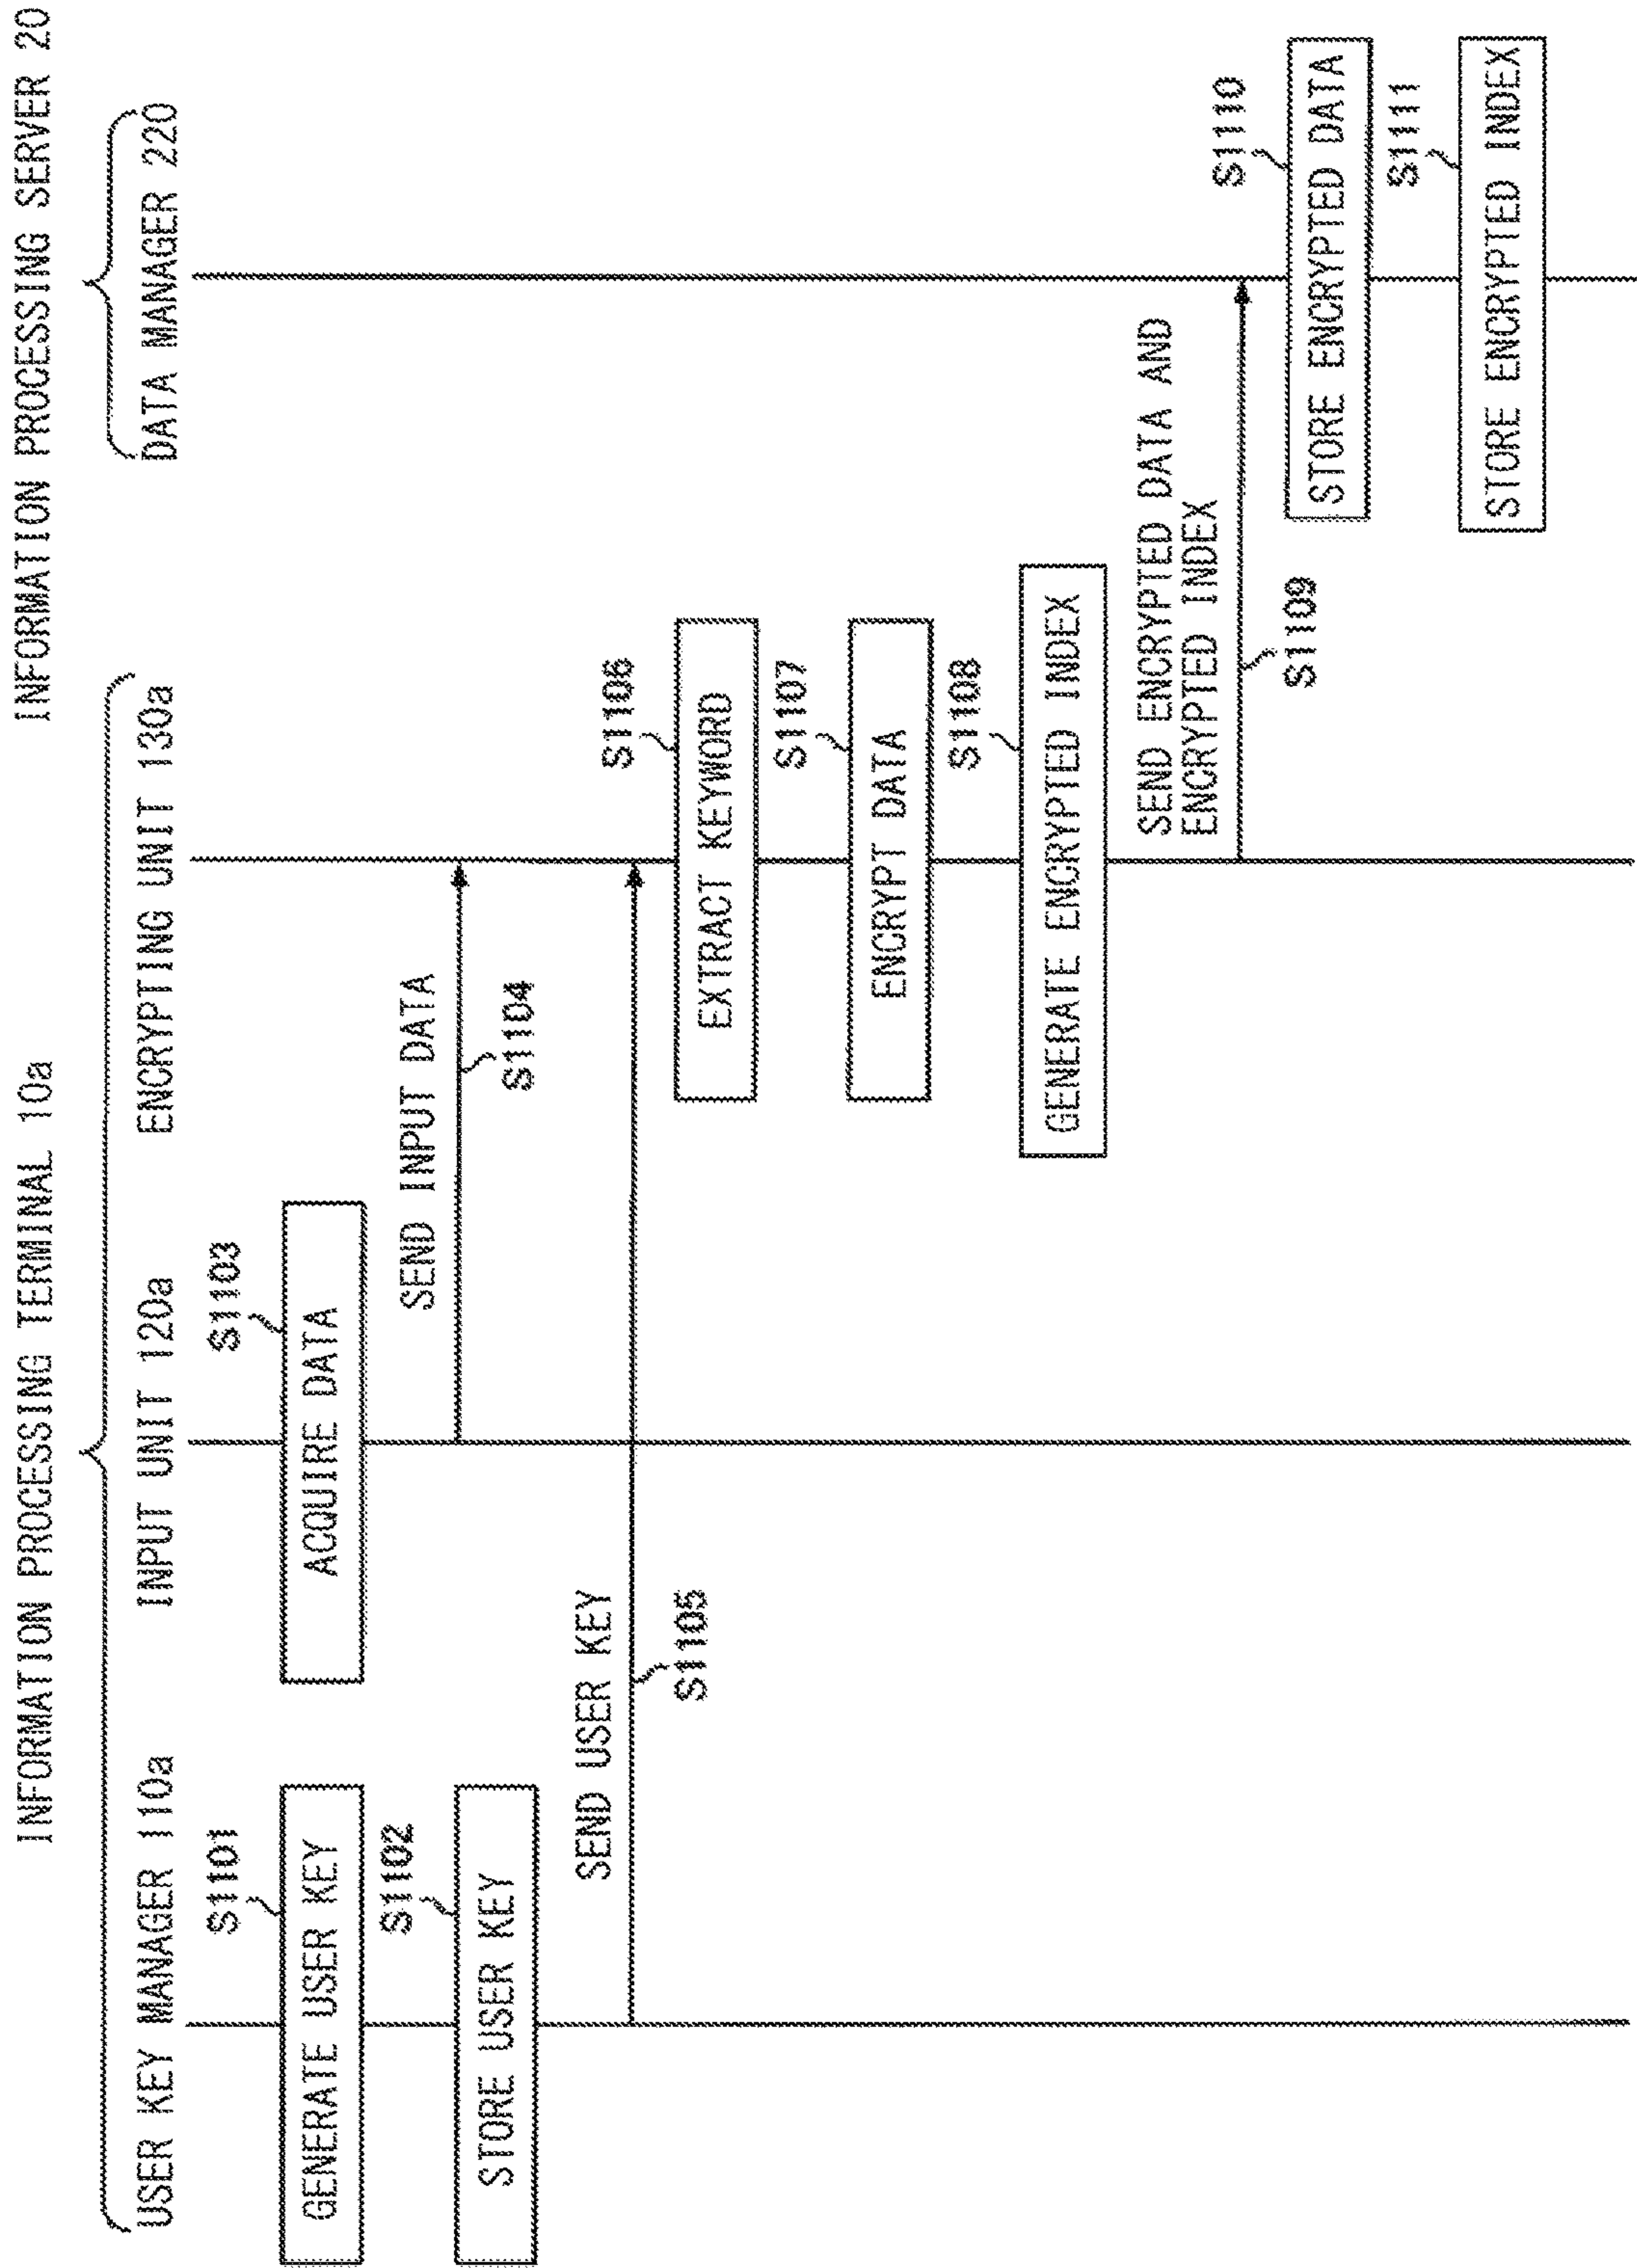 INFORMATION PROCESSING TERMINAL 10a
INFORMATION PROCESSING SERVER 20
USER KEY MANAGER 110a
INPUT UNIT 120a
ENCRYPTING UNIT 130a
DATA MANAGER 220
S1101
GENERATE USER KEY
S1103
ACQUIRE DATA
S1102
STORE USER KEY
SEND INPUT DATA
S1104
SEND USER KEY
S1105
S1106
EXTRACT KEYWORD
S1107
ENCRYPT DATA
S1108
GENERATE ENCRYPTED INDEX
SEND ENCRYPTED DATA AND
ENCRYPTED INDEX
S1109
S1110
STORE ENCRYPTED DATA
S1111
STORE ENCRYPTED INDEX